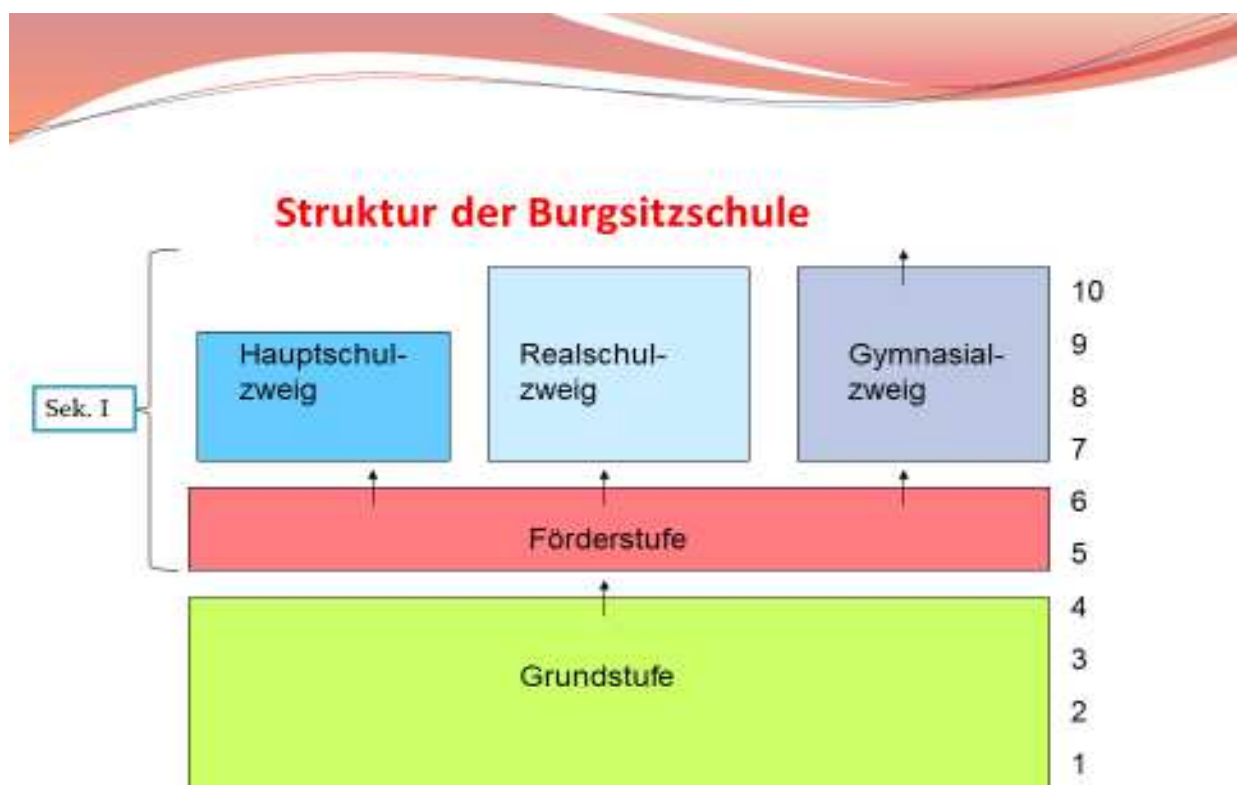 Struktur der Burgsitzschule
10
Hauptschul-
zweig
Realschul-
zweig
Gymnasial-
zweig
9
8
7
Sek. I
6
Förderstufe
5
4
Grundstufe
3
2
1